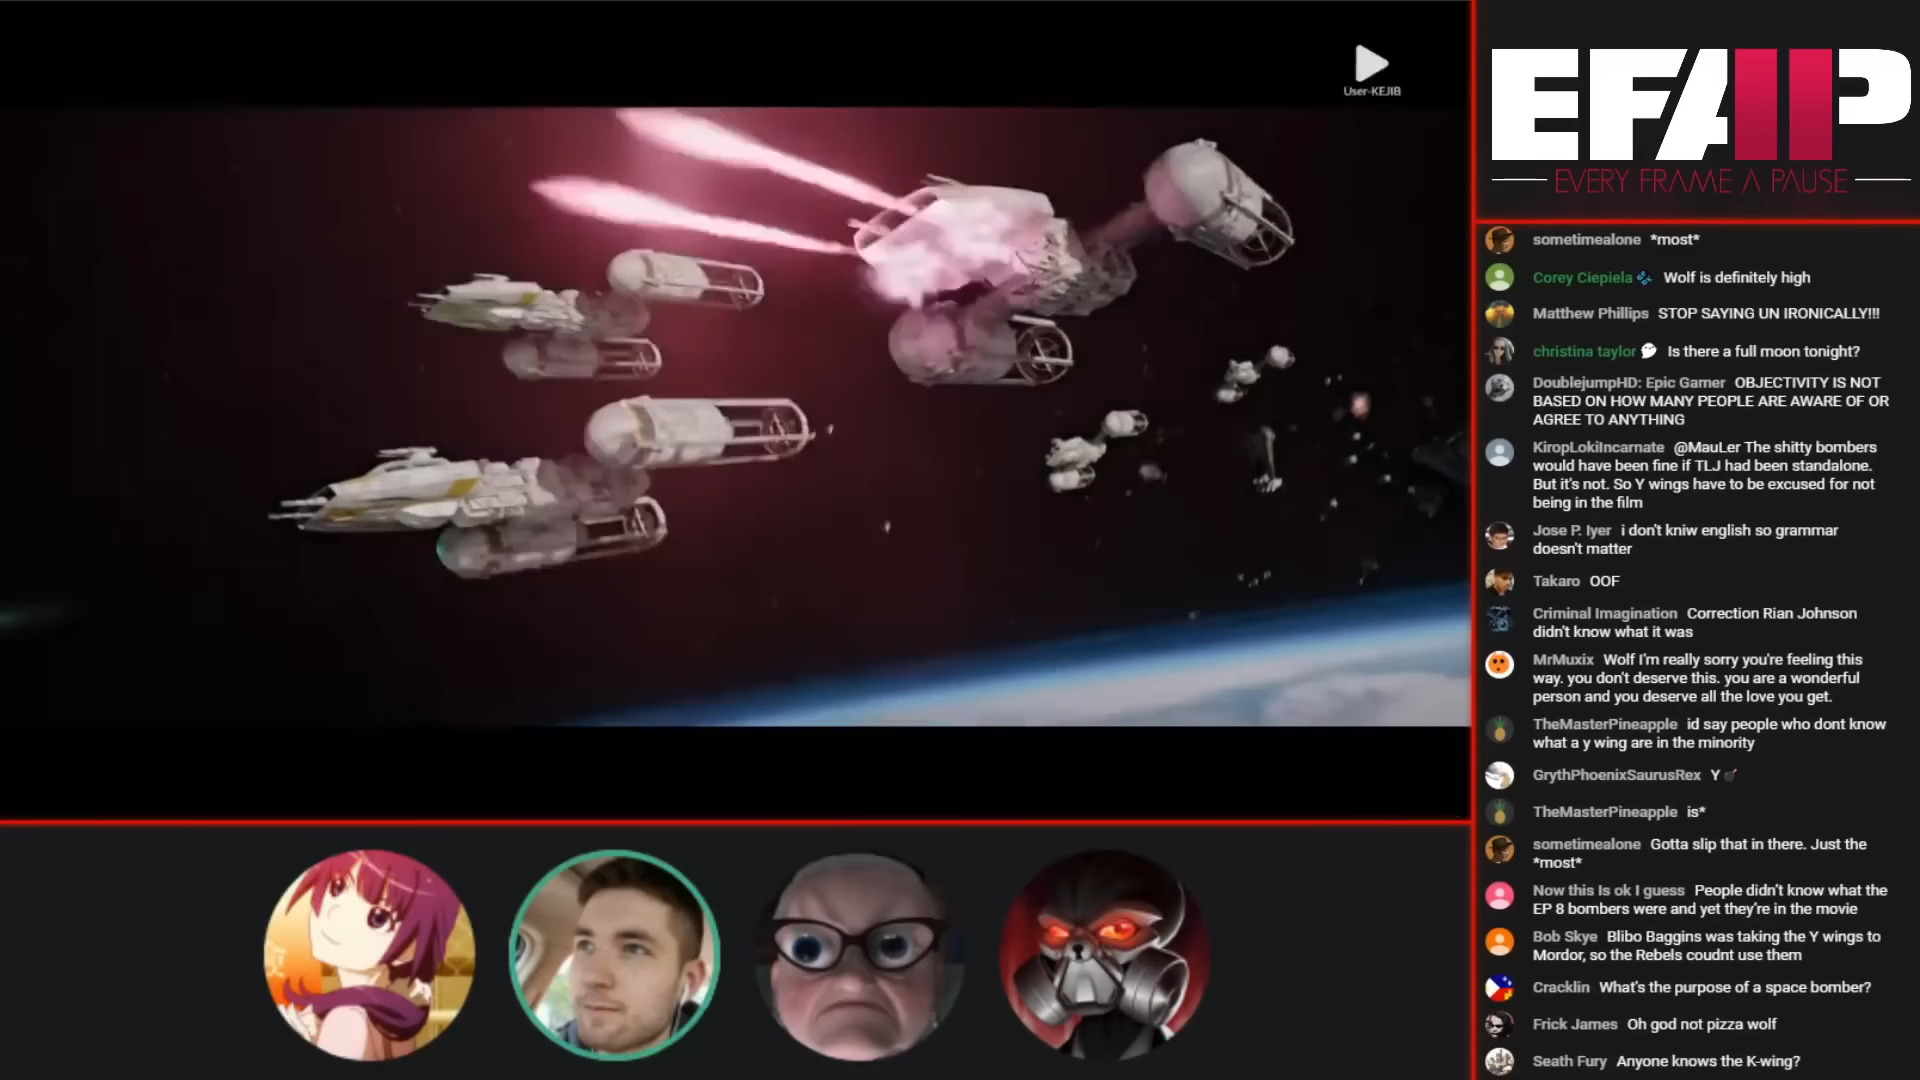 User-KEJIB
EFAP
EVERY FRAME A PAUSE
sometimealone *most*
Corey Ciepiela Wolf is definitely high
Matthew Phillips STOP SAYING UN IRONICALLY!!!
christina taylor Is there a full moon tonight?
DoublejumpHD: Epic Gamer OBJECTIVITY IS NOT
BASED ON HOW MANY PEOPLE ARE AWARE OF OR
AGREE TO ANYTHING
KiropLokiIncarnate @MauLer The shitty bombers
would have been fine if TLJ had been standalone.
But it's not. So Y wings have to be excused for not
being in the film
Jose P. Iyer i don't kniw english so grammar
doesn't matter
Takaro OOF
Criminal Imagination Correction Rian Johnson
didn't know what it was
MrMuxix Wolf I'm really sorry you're feeling this
way. you don't deserve this. you are a wonderful
person and you deserve all the love you get.
TheMasterPineapple id say people who dont know
what a y wing are in the minority
GrythPhoenixSaurusRex Y
TheMasterPineapple is*
sometimealone Gotta slip that in there. Just the
*most*
Now this Is ok I guess People didn't know what the
EP 8 bombers were and yet they're in the movie
Bob Skye Blibo Baggins was taking the Y wings to
Mordor, so the Rebels coudnt use them
Cracklin What's the purpose of a space bomber?
Frick James Oh god not pizza wolf
Seath Fury Anyone knows the K-wing?